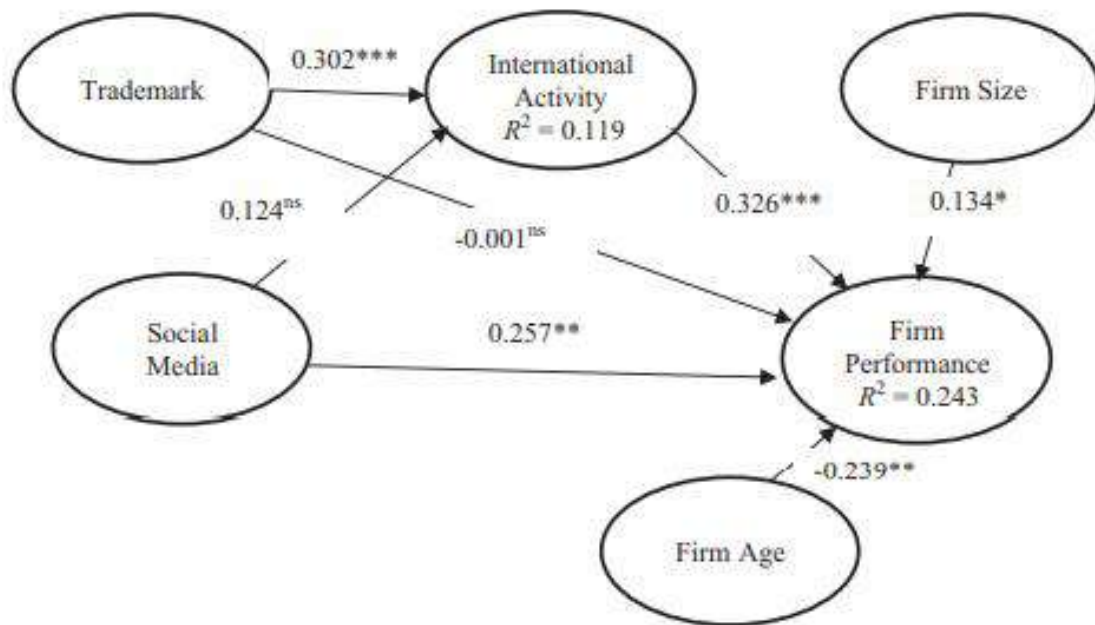 0.302***
Trademark
International
Activity
R² = 0.119
Firm Size
0.124ⁿˢ
-0.001ⁿˢ
0.326***
0.134*
Social
Media
0.257**
Firm
Performance
R² = 0.243
-0.239**
Firm Age